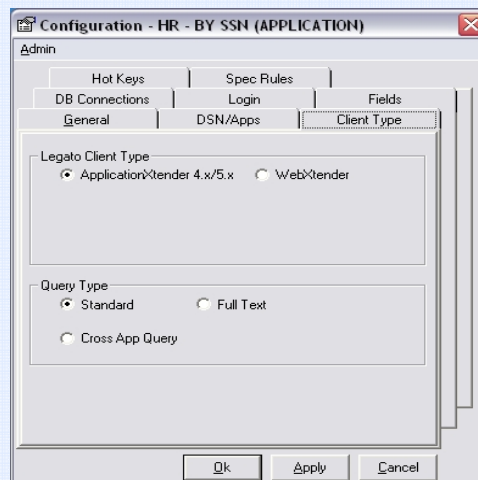 Configuration - HR - BY SSN (APPLICATION)
Admin
Hot Keys Spec Rules
DB Connections Login Fields
General DSN/Apps Client Type
Legato Client Type
ApplicationXtender 4.x/5.x WebXtender
Query Type
Standard Full Text
Cross App Query
Ok Apply Cancel